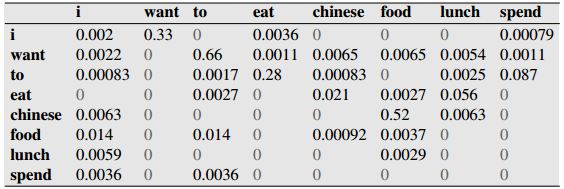 i want to eat chinese food lunch spend
i 0.002 0.33 0 0.0036 0 0 0 0.00079
want 0.0022 0 0.66 0.0011 0.0065 0.0065 0.0054 0.0011
to 0.00083 0 0.0017 0.28 0.00083 0 0.0025 0.087
eat 0 0 0.0027 0 0.021 0.0027 0.056 0
chinese 0.0063 0 0 0 0 0.52 0.0063 0
food 0.014 0 0.014 0 0.00092 0.0037 0 0
lunch 0.0059 0 0 0 0 0.0029 0 0
spend 0.0036 0 0.0036 0 0 0 0 0